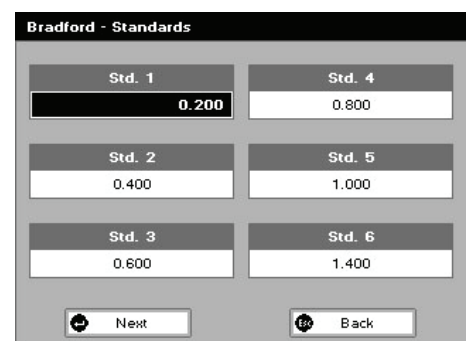 Bradford - Standards
Std. 1
0.200
Std. 4
0.800
Std. 2
0.400
Std. 5
1.000
Std. 3
0.600
Std. 6
1.400
Next
Esc Back